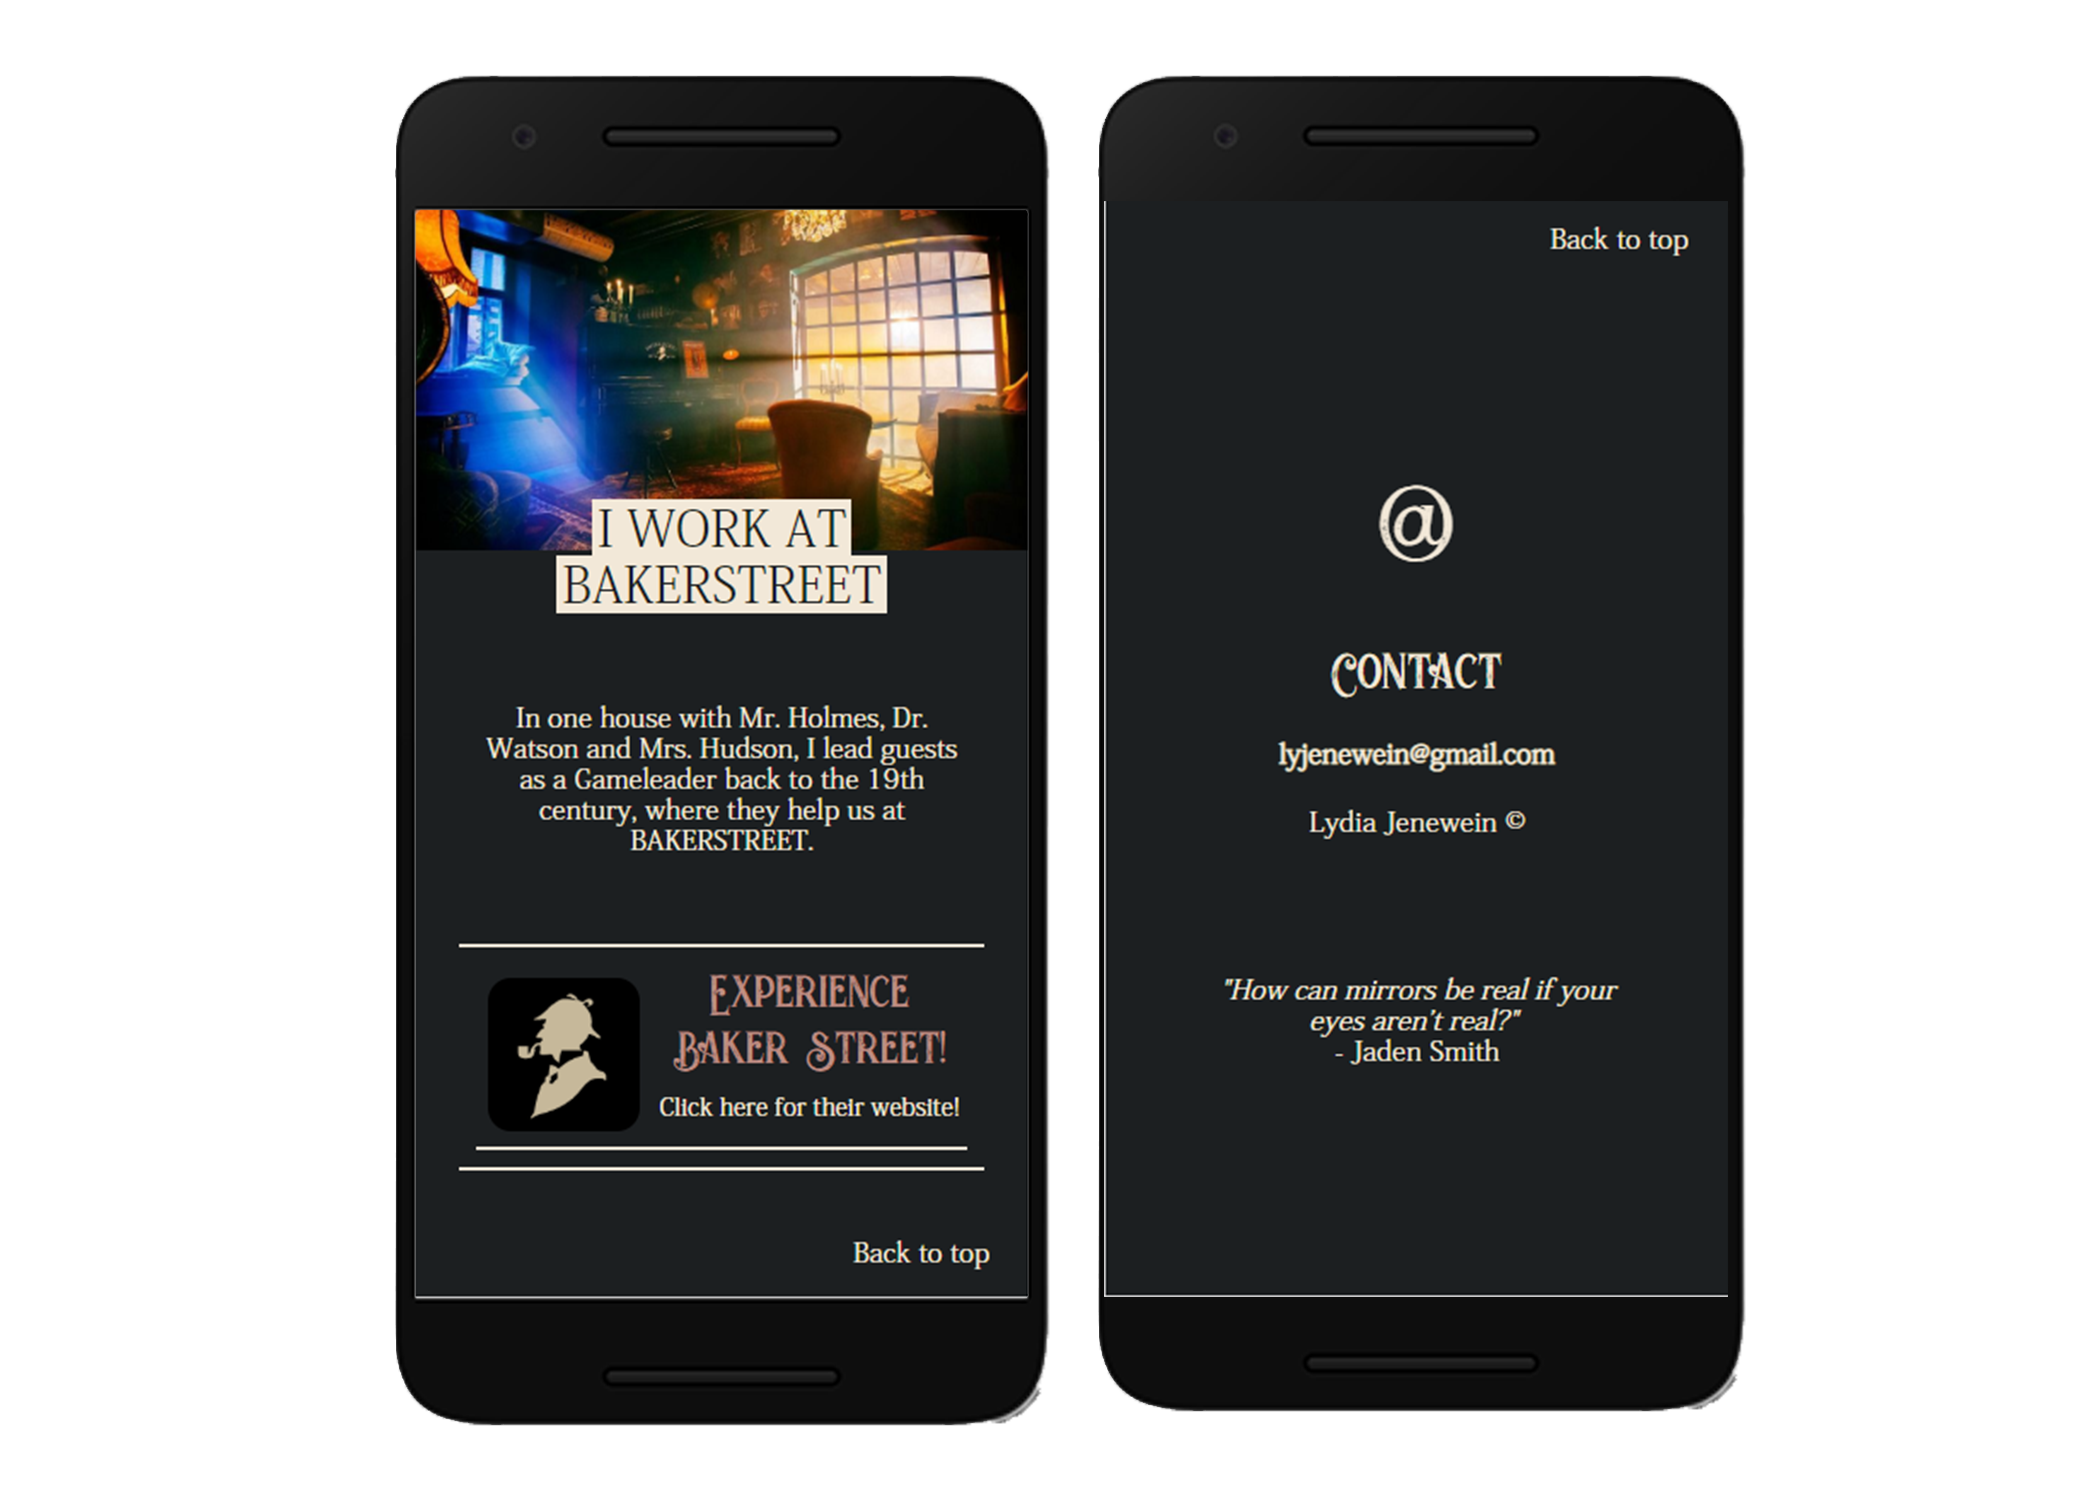 I WORK AT
BAKERSTREET
In one house with Mr. Holmes, Dr.
Watson and Mrs. Hudson, I lead guests
as a Gameleader back to the 19th
century, where they help us at
BAKERSTREET.
EXPERIENCE
BAKER STREET!
Click here for their website!
Back to top
Back to top
@
CONTACT
lyjenewein@gmail.com
Lydia Jenewein ©
"How can mirrors be real if your
eyes aren't real?"
- Jaden Smith